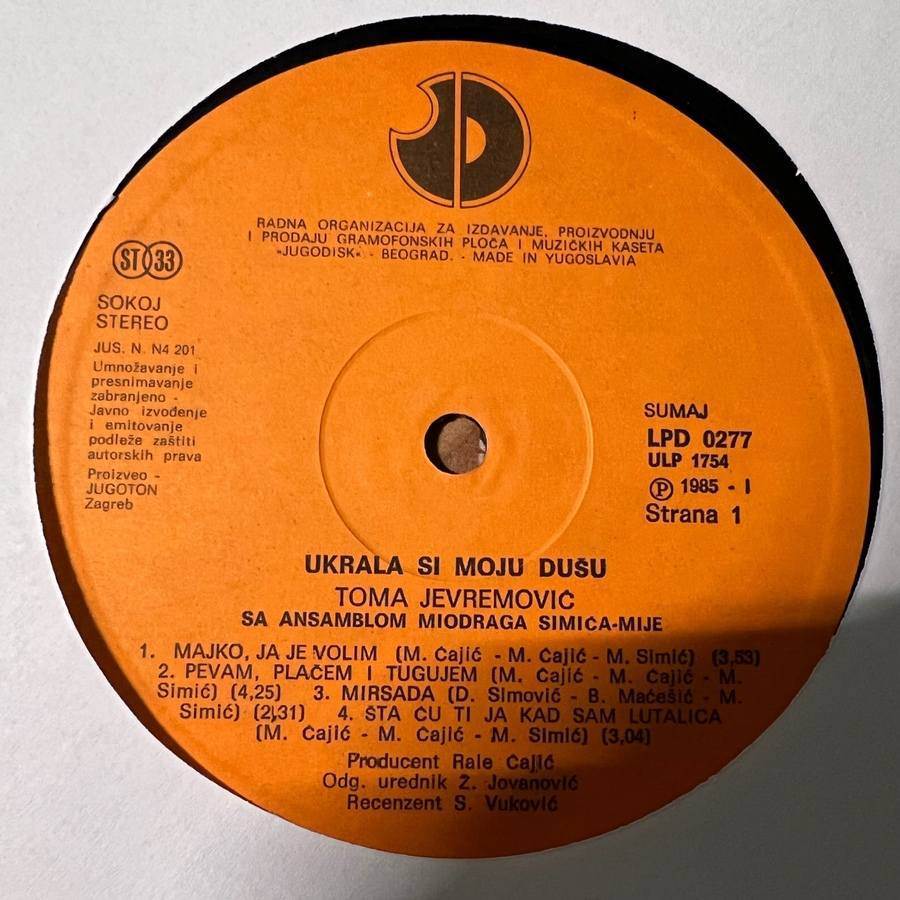 RADNA ORGANIZACIJA ZA IZDAVANJE, PROIZVODNJU
I PRODAJU GRAMOFONSKIH PLOČA I MUZIČKIH KASETA
"JUGODISK" - BEOGRAD. - MADE IN YUGOSLAVIA
ST 33
SOKOJ
STEREO
JUS. N. N4 201
Umnožavanje i
presnimavanje
zabranjeno -
Javno izvođenje
i emitovanje
podleže zaštiti
autorskih prava
Proizveo -
JUGOTON
Zagreb
SUMAJ
LPD 0277
ULP 1754
Ⓟ 1985 - I
Strana 1
UKRALA SI MOJU DUŠU
TOMA JEVREMOVIĆ
SA ANSAMBLOM MIODRAGA SIMIĆA-MIJE
1. MAJKO, JA JE VOLIM (M. Cajić - M. Cajić - M. Simić) (3,53)
2. PEVAM, PLAČEM I TUGUJEM (M. Cajić - M. Cajić - M.
Simić) (4,25) 3. MIRSADA (D. Simović - B. Maćešić - M.
Simić) (2,31) 4. ŠTA ĆU TI JA KAD SAM LUTALICA
(M. Cajić - M. Cajić - M. Simić) (3,04)
Producent Rale Cajić
Odg. urednik Ž. Jovanović
Recenzent S. Vuković